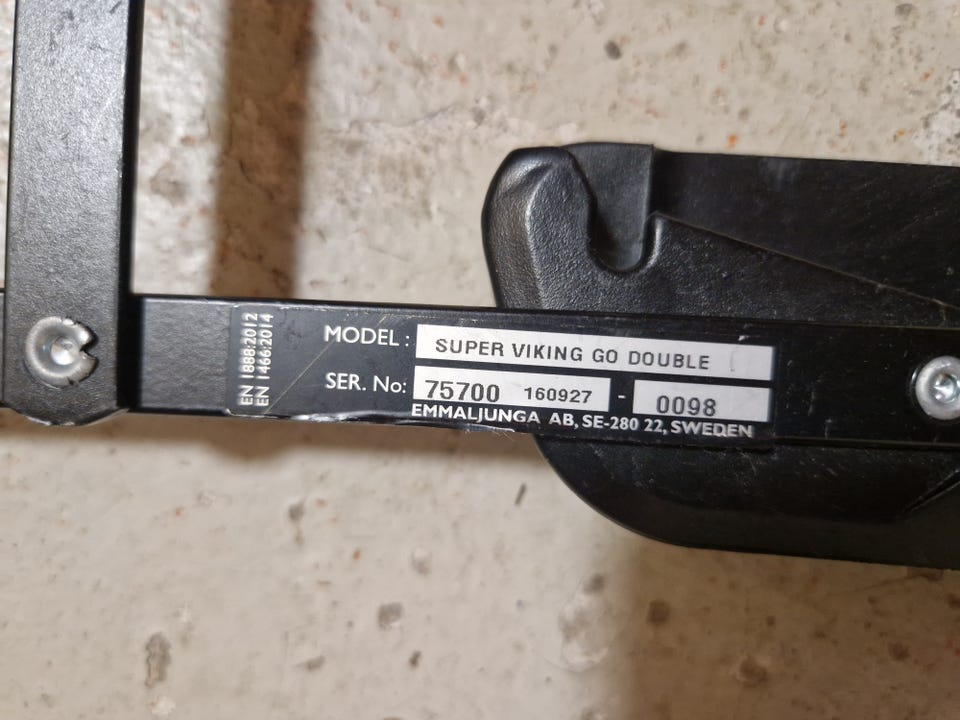 EN 1888:2012
EN 1466:2014
MODEL : SUPER VIKING GO DOUBLE
SER. No: 75700 160927 - 0098
EMMALJUNGA AB, SE-280 22, SWEDEN